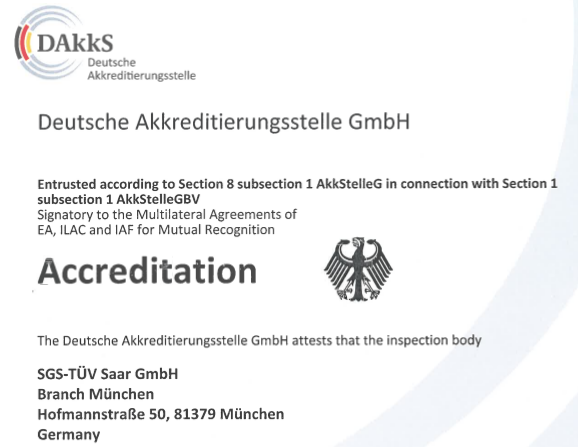 DAkkS
Deutsche
Akkreditierungsstelle
Deutsche Akkreditierungsstelle GmbH
Entrusted according to Section 8 subsection 1 AkkStelleG in connection with Section 1
subsection 1 AkkStelleGBV
Signatory to the Multilateral Agreements of
EA, ILAC and IAF for Mutual Recognition
Accreditation
The Deutsche Akkreditierungsstelle GmbH attests that the inspection body
SGS-TÜV Saar GmbH
Branch München
Hofmannstraße 50, 81379 München
Germany